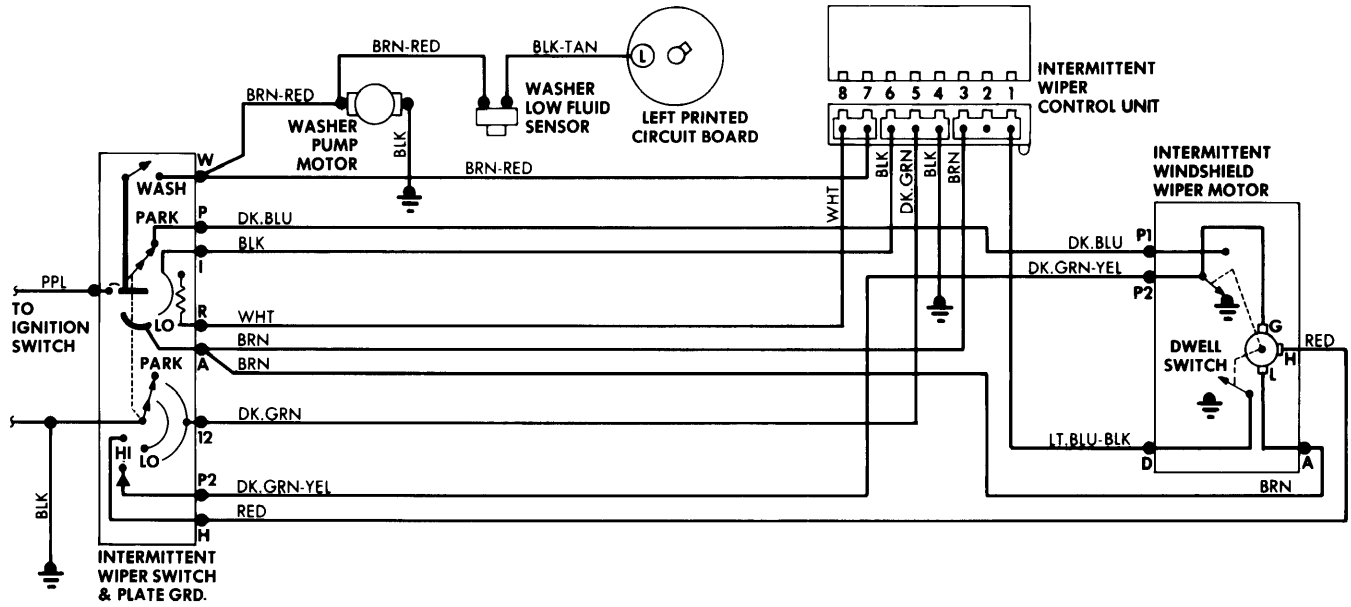 BRN-RED
BLK-TAN
L
WASHER
LOW FLUID
SENSOR
LEFT PRINTED
CIRCUIT BOARD
8 7 6 5 4 3 2 1
INTERMITTENT
WIPER
CONTROL UNIT
BRN-RED
WASHER
PUMP
MOTOR
BLK
BRN-RED
WHT
BLK
DK.GRN
BLK
BRN
INTERMITTENT
WINDSHIELD
WIPER MOTOR
W
WASH
PARK
P
DK.BLU
I
BLK
DK.BLU
P1
DK.GRN-YEL
P2
PPL
TO
IGNITION
SWITCH
LO
R
WHT
BRN
A
BRN
PARK
G
H
L
RED
DWELL
SWITCH
DK.GRN
12
HI
LO
LT.BLU-BLK
D
A
P2
DK.GRN-YEL
BRN
BLK
RED
H
INTERMITTENT
WIPER SWITCH
& PLATE GRD.